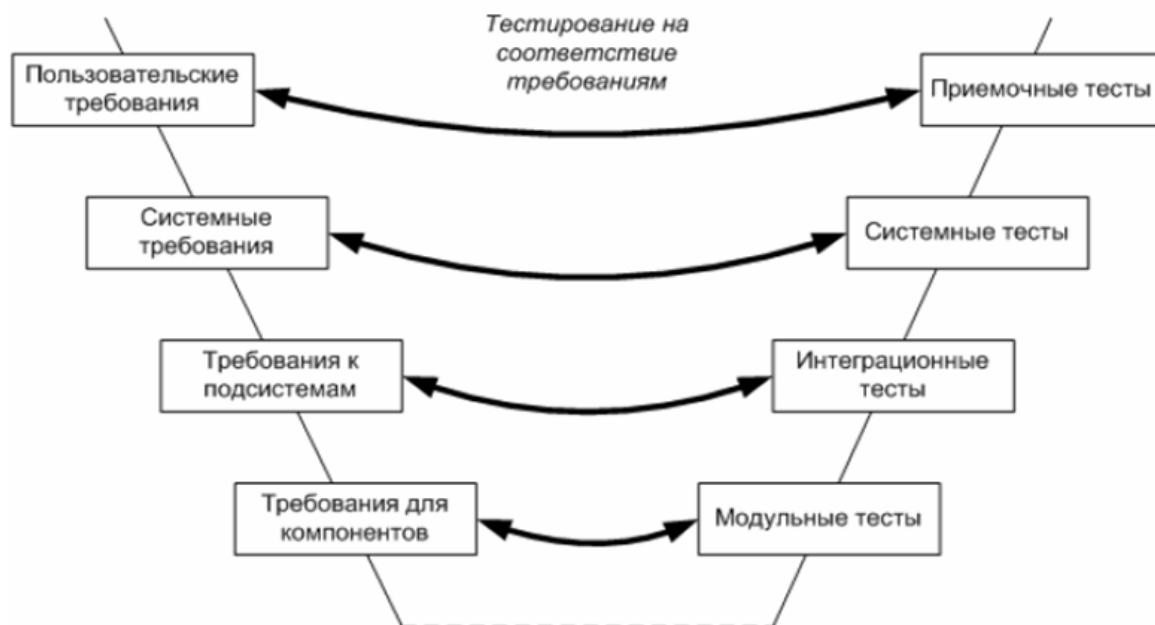 Тестирование на
соответствие
требованиям
Пользовательские
требования
Приемочные тесты
Системные
требования
Системные тесты
Требования к
подсистемам
Интеграционные
тесты
Требования для
компонентов
Модульные тесты